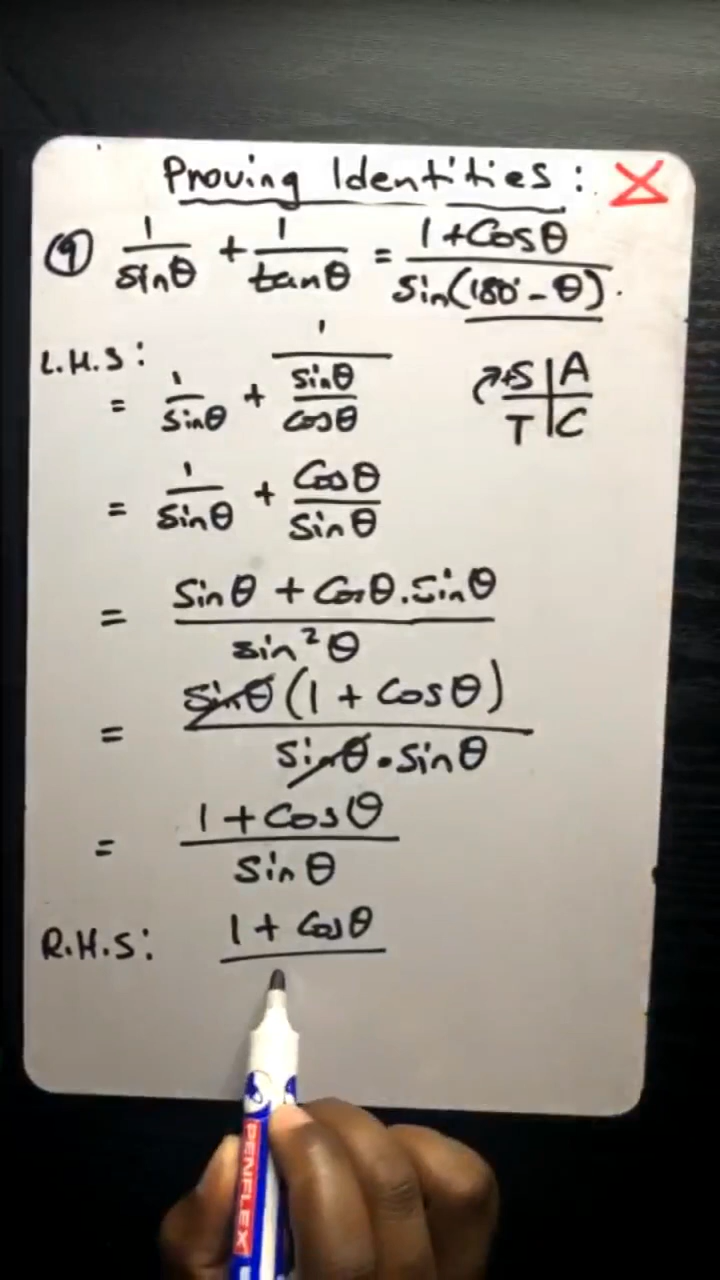 Proving Identities:
9) 1/sinθ + 1/tanθ = 1+Cosθ/sin(180°-θ).
L.H.S:
= 1/sinθ + 1/(sinθ/cosθ)
+S A
T C
= 1/sinθ + Cosθ/sinθ
= sinθ + Cosθ.sinθ/sin²θ
= sinθ(1 + cosθ)/sinθ.sinθ
= 1 + cosθ/sinθ
R.H.S: 1 + cosθ
PENFLEX